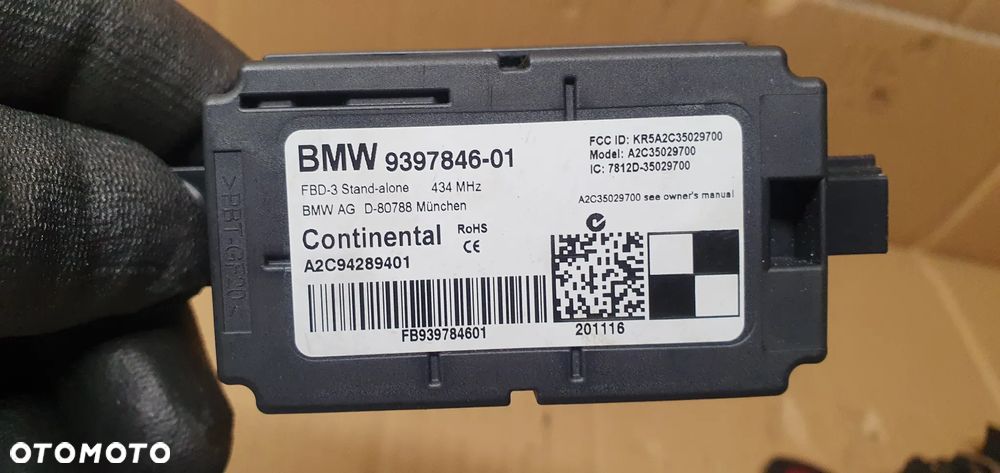 BMW 9397846-01
FBD-3 Stand-alone 434 MHz
BMW AG D-80788 München
Continental RoHS CE
A2C94289401
FB939784601
FCC ID: KR5A2C35029700
Model: A2C35029700
IC: 7812D-35029700
A2C35029700 see owner's manual
201116
>PBT-GF20<
OTOMOTO